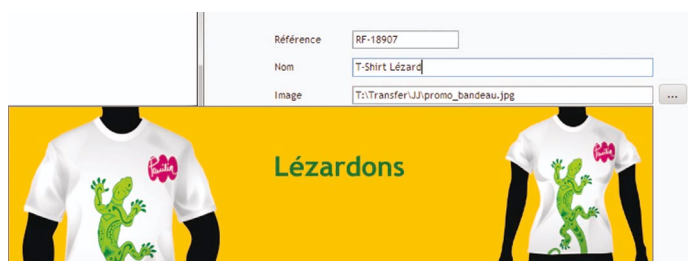 Référence RF-18907
Nom T-Shirt Lézard
Image T:\Transfer\JJ\promo_bandeau.jpg ...
Lézardons